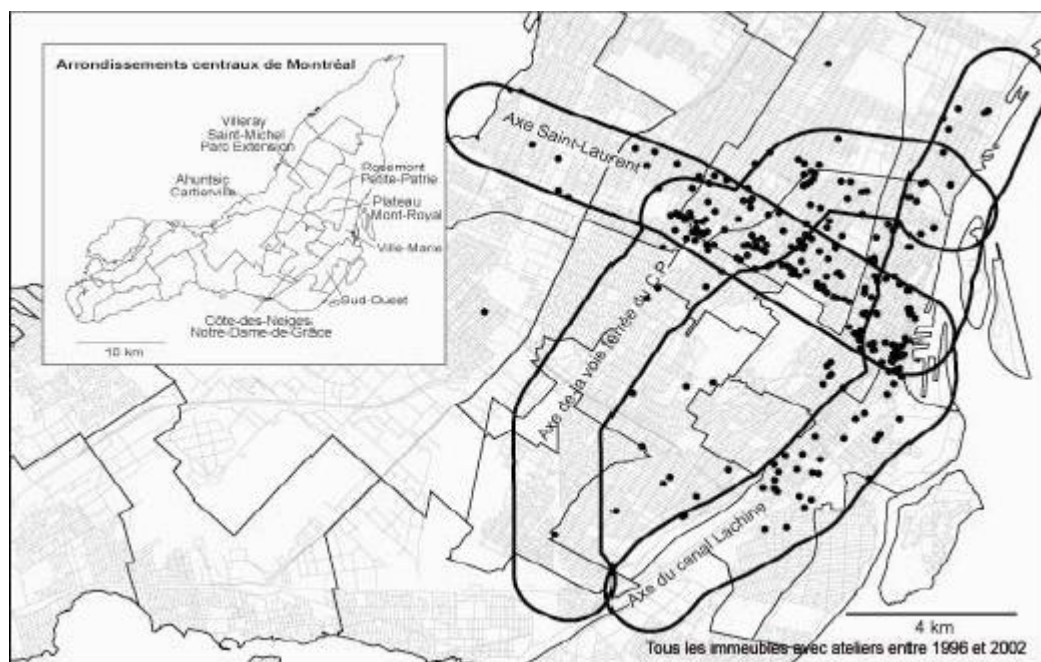 Arrondissements centraux de Montréal
Villeray
Saint-Michel
Parc Extension
Rosemont
Petite-Patrie
Ahuntsic
Cartierville
Plateau
Mont-Royal
Ville-Marie
Sud-Ouest
Côte-des-Neiges
Notre-Dame-de-Grâce
10 km
Axe Saint-Laurent
Axe de la voie ferrée du C.P.
Axe du canal Lachine
4 km
Tous les immeubles avec ateliers entre 1996 et 2002